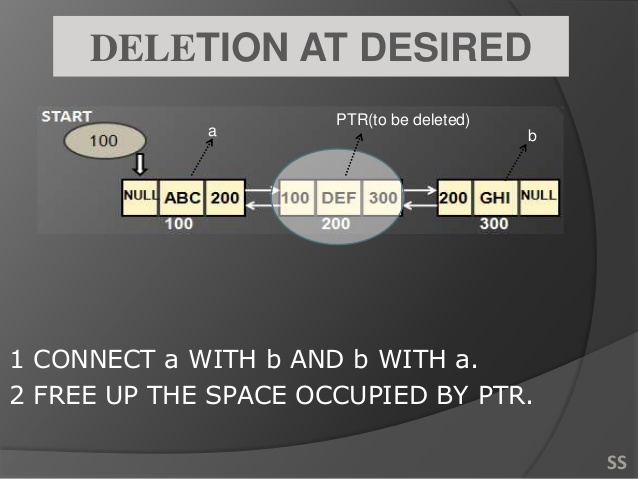 DELETION AT DESIRED
START
100
a
PTR(to be deleted)
b
NULL ABC 200 100 DEF 300 200 GHI NULL
100 200 300
1 CONNECT a WITH b AND b WITH a.
2 FREE UP THE SPACE OCCUPIED BY PTR.
SS